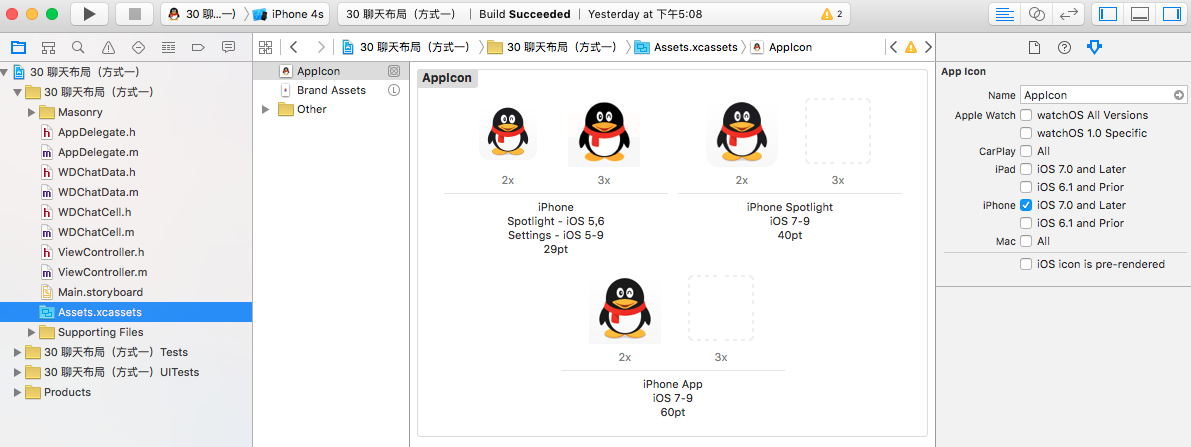 30 聊...一) 〉 iPhone 4s
30 聊天布局（方式一） | Build Succeeded | Yesterday at 下午5:08
2
30 聊天布局（方式一） 〉 30 聊天布局（方式一） 〉 Assets.xcassets 〉 AppIcon
30 聊天布局（方式一）
30 聊天布局（方式一）
Masonry
h AppDelegate.h
m AppDelegate.m
h WDChatData.h
m WDChatData.m
h WDChatCell.h
m WDChatCell.m
h ViewController.h
m ViewController.m
Main.storyboard
Assets.xcassets
Supporting Files
30 聊天布局（方式一）Tests
30 聊天布局（方式一）UITests
Products
AppIcon
Brand Assets L
Other
AppIcon
2x 3x
iPhone
Spotlight - iOS 5,6
Settings - iOS 5-9
29pt
2x 3x
iPhone Spotlight
iOS 7-9
40pt
2x 3x
iPhone App
iOS 7-9
60pt
App Icon
Name AppIcon
Apple Watch watchOS All Versions
watchOS 1.0 Specific
CarPlay All
iPad iOS 7.0 and Later
iOS 6.1 and Prior
iPhone iOS 7.0 and Later
iOS 6.1 and Prior
Mac All
iOS icon is pre-rendered